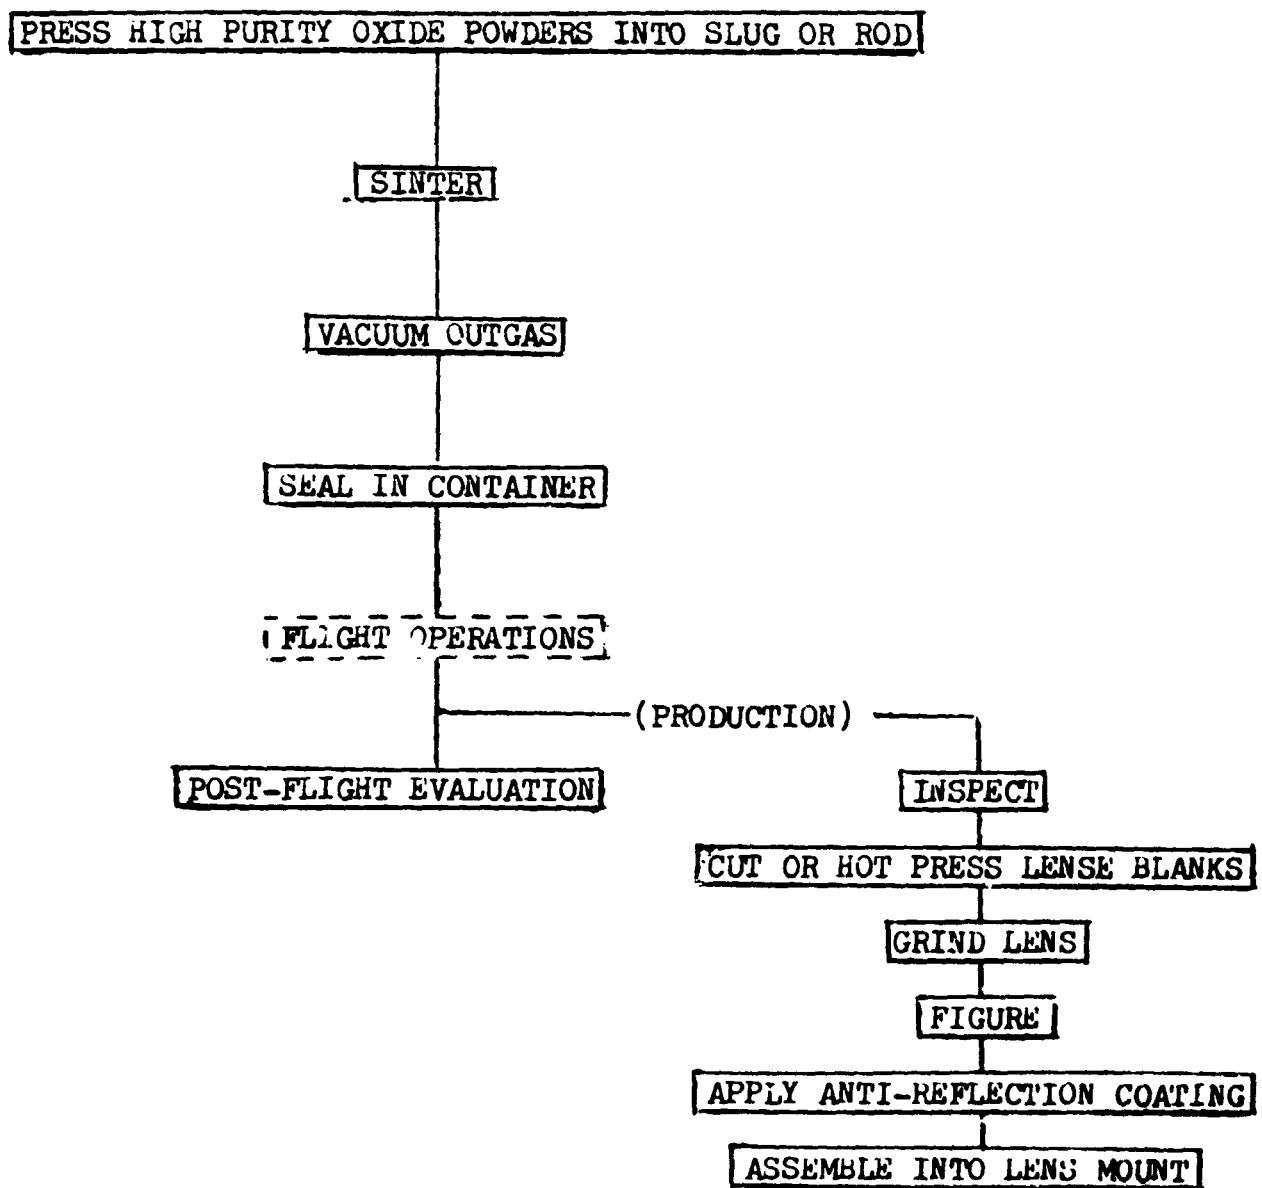 PRESS HIGH PURITY OXIDE POWDERS INTO SLUG OR ROD
SINTER
VACUUM OUTGAS
SEAL IN CONTAINER
FLIGHT OPERATIONS
(PRODUCTION)
POST-FLIGHT EVALUATION
INSPECT
CUT OR HOT PRESS LENSE BLANKS
GRIND LENS
FIGURE
APPLY ANTI-REFLECTION COATING
ASSEMBLE INTO LENS MOUNT